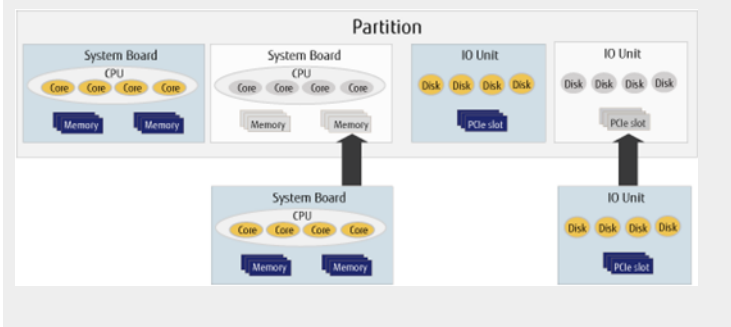 Partition
System Board
CPU
Core Core Core Core
Memory Memory
System Board
CPU
Core Core Core Core
Memory Memory
IO Unit
Disk Disk Disk Disk
PCIe slot
IO Unit
Disk Disk Disk Disk
PCIe slot
System Board
CPU
Core Core Core Core
Memory Memory
IO Unit
Disk Disk Disk Disk
PCIe slot